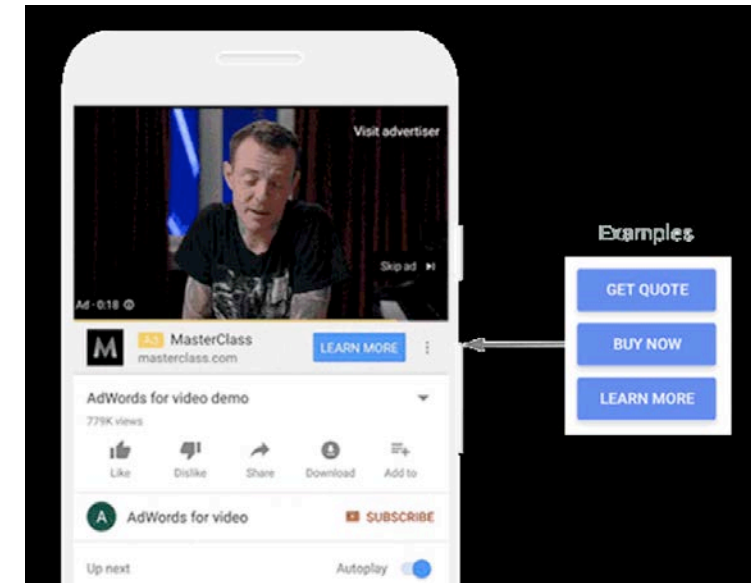 Visit advertiser
Skip ad
Ad · 0:18
M
Ad MasterClass
masterclass.com
LEARN MORE
AdWords for video demo
779K views
Like Dislike Share Download Add to
A AdWords for video SUBSCRIBE
Up next Autoplay
Examples
GET QUOTE
BUY NOW
LEARN MORE